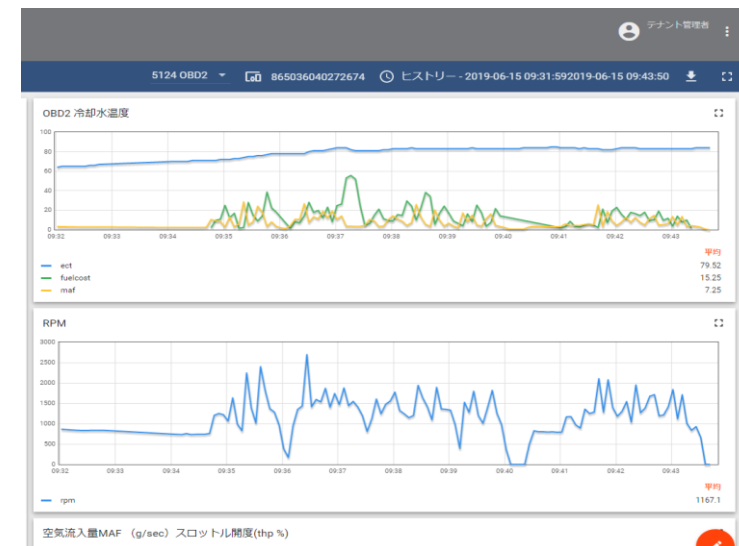 テナント管理者
5124 OBD2 865036040272674 ヒストリー - 2019-06-15 09:31:592019-06-15 09:43:50
OBD2 冷却水温度
100
80
60
40
20
0
09:32 09:33 09:34 09:35 09:36 09:37 09:38 09:39 09:40 09:41 09:42 09:43
平均
ect 79.52
fuelcost 15.25
maf 7.25
RPM
3000
2500
2000
1500
1000
500
0
09:32 09:33 09:34 09:35 09:36 09:37 09:38 09:39 09:40 09:41 09:42 09:43
平均
rpm 1167.1
空気流入量MAF (g/sec) スロットル開度(thp %)